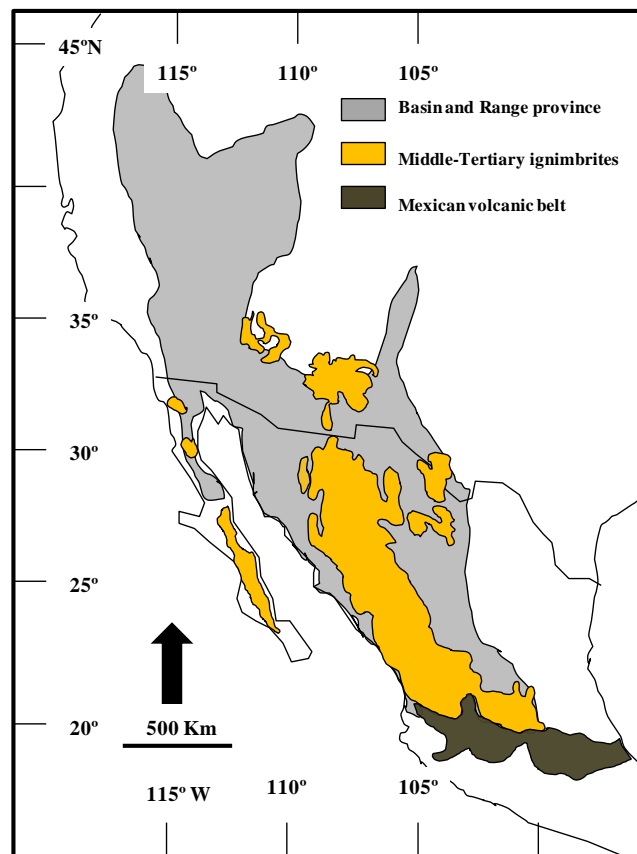 45ºN
115º
110º
105º
Basin and Range province
Middle-Tertiary ignimbrites
Mexican volcanic belt
35º
30º
25º
20º
500 Km
115º W
110º
105º